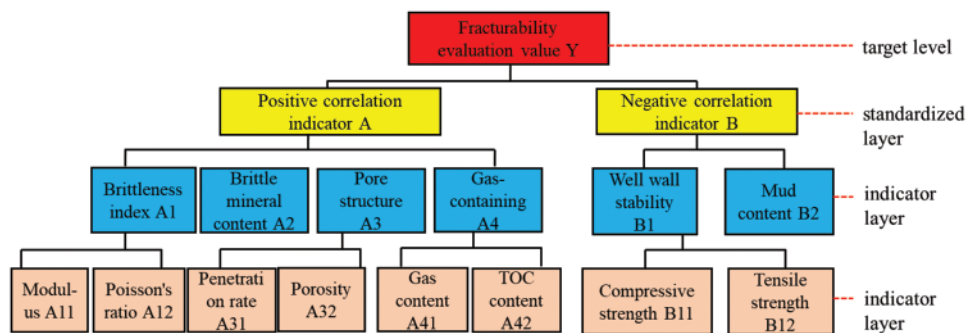 Fracturability
evaluation value Y
target level
Positive correlation
indicator A
Negative correlation
indicator B
standardized
layer
Brittleness
index A1
Brittle
mineral
content A2
Pore
structure
A3
Gas-
containing
A4
Well wall
stability
B1
Mud
content B2
indicator
layer
Modul-
us A11
Poisson's
ratio A12
Penetrati
on rate
A31
Porosity
A32
Gas
content
A41
TOC
content
A42
Compressive
strength B11
Tensile
strength
B12
indicator
layer